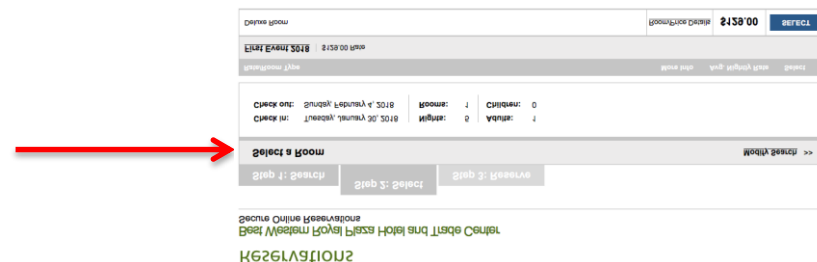 Reservations
Best Western Royal Plaza Hotel and Trade Center
Secure Online Reservations
Step 1: Search Step 2: Select Step 3: Reserve
Select a Room Modify Search >>
Check in: Tuesday, January 30, 2018 Nights: 5 Adults: 1
Check out: Sunday, February 4, 2018 Rooms: 1 Children: 0
Rate/Room Type More Info Avg. Nightly Rate Select
First Event 2018 $129.00 Rate
Deluxe Room Room/Price Details $129.00 SELECT